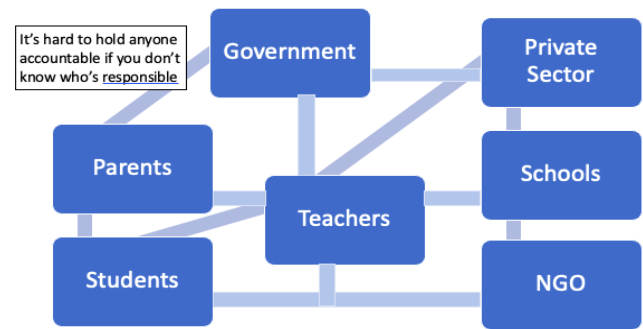 It’s hard to hold anyone
accountable if you don’t
know who’s responsible
Government
Private
Sector
Parents
Teachers
Schools
Students
NGO